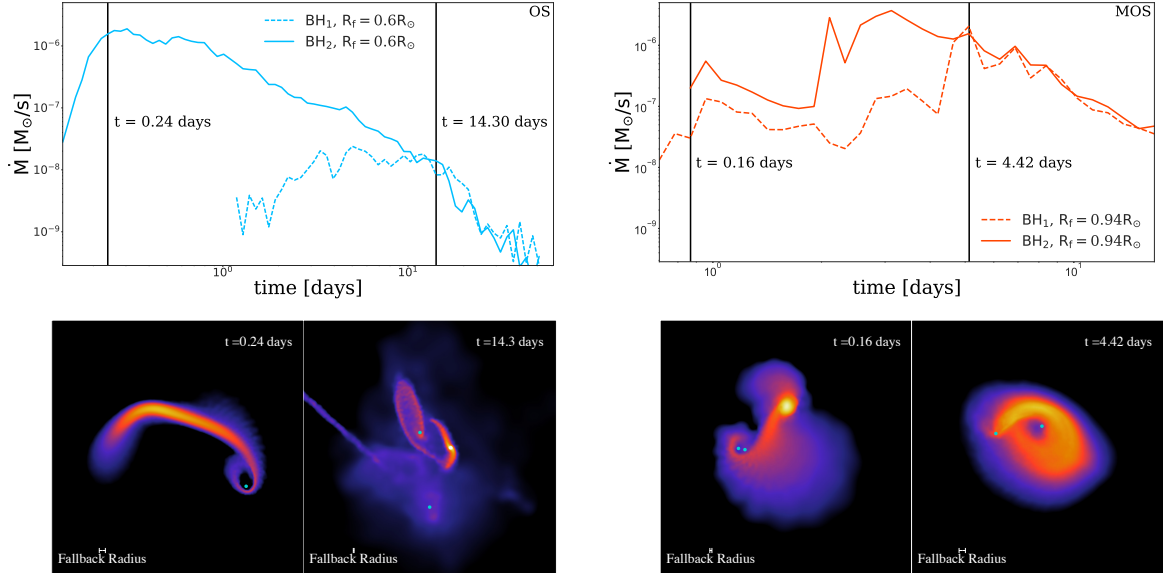 OS
BH₁, R_f = 0.6R_⊙
BH₂, R_f = 0.6R_⊙
10⁻⁶
10⁻⁷
10⁻⁸
10⁻⁹
Ṁ [M_⊙/s]
t = 0.24 days
t = 14.30 days
10⁰
10¹
time [days]
MOS
10⁻⁶
10⁻⁷
10⁻⁸
10⁻⁹
Ṁ [M_⊙/s]
t = 0.16 days
t = 4.42 days
BH₁, R_f = 0.94R_⊙
BH₂, R_f = 0.94R_⊙
10⁰
10¹
time [days]
t =0.24 days
Fallback Radius
t =14.3 days
Fallback Radius
t =0.16 days
Fallback Radius
t =4.42 days
Fallback Radius